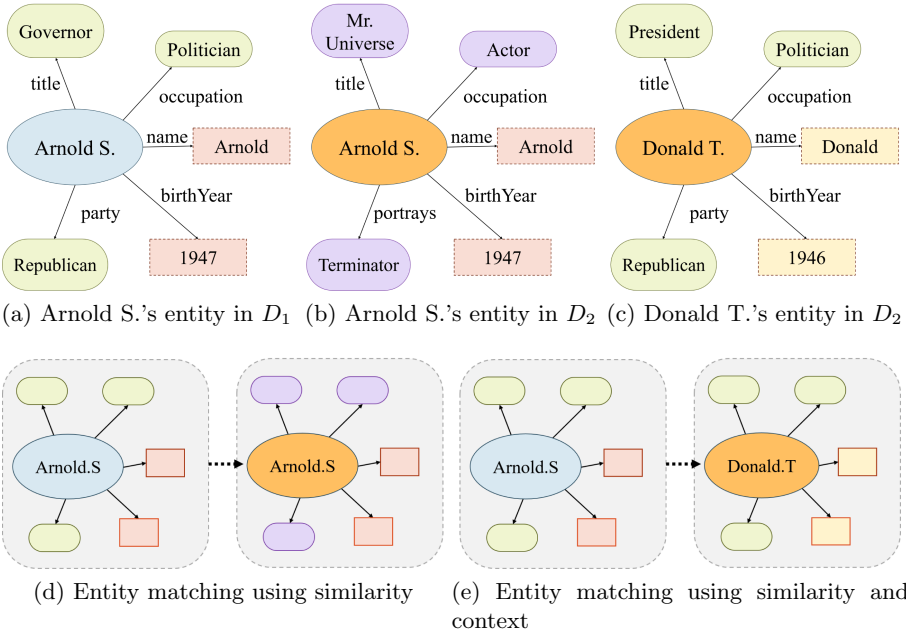 Governor
Politician
title
occupation
Arnold S.
name
Arnold
birthYear
party
Republican
1947
Mr.
Universe
Actor
title
occupation
Arnold S.
name
Arnold
birthYear
portrays
Terminator
1947
President
Politician
title
occupation
Donald T.
name
Donald
birthYear
party
Republican
1946
(a) Arnold S.'s entity in D₁
(b) Arnold S.'s entity in D₂
(c) Donald T.'s entity in D₂
Arnold.S
Arnold.S
Arnold.S
Donald.T
(d) Entity matching using similarity
(e) Entity matching using similarity and
context